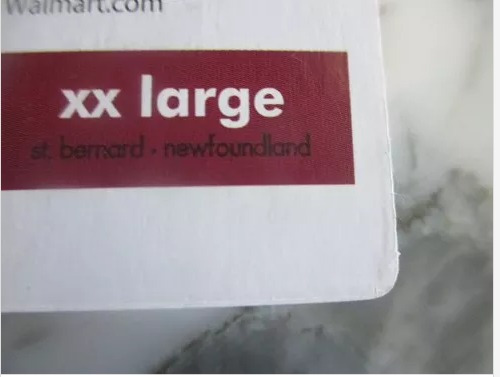 Walmart.com
xx large
st. bernard • newfoundland